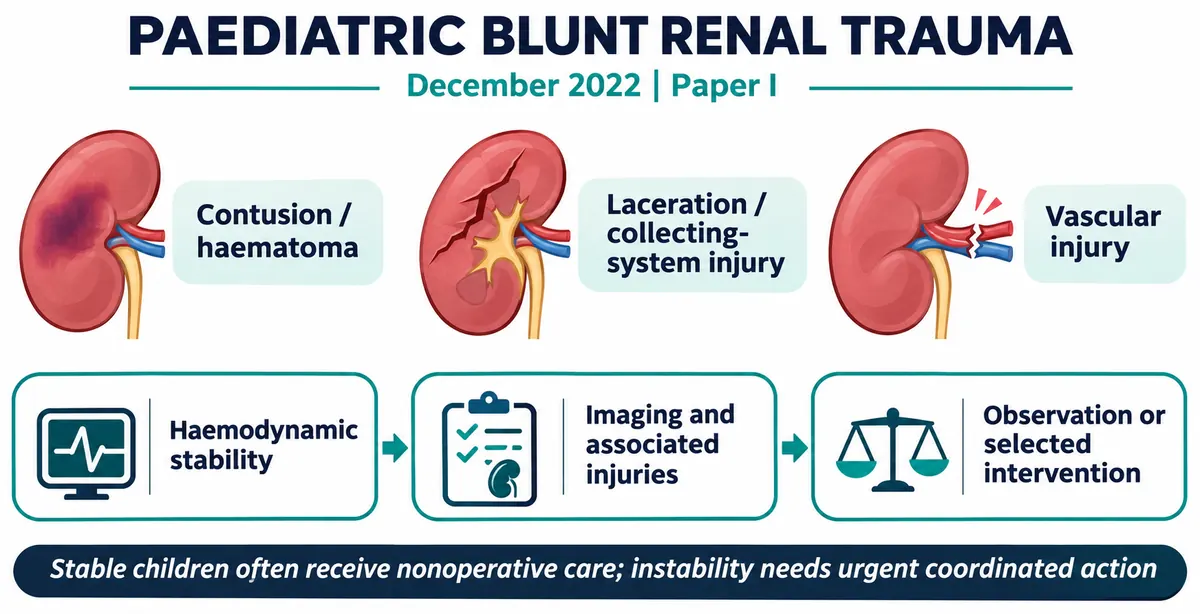 PAEDIATRIC BLUNT RENAL TRAUMA
December 2022 | Paper I
Contusion /
haematoma
Laceration /
collecting-
system injury
Vascular
injury
Haemodynamic
stability
Imaging and
associated
injuries
Observation or
selected
intervention
Stable children often receive nonoperative care; instability needs urgent coordinated action